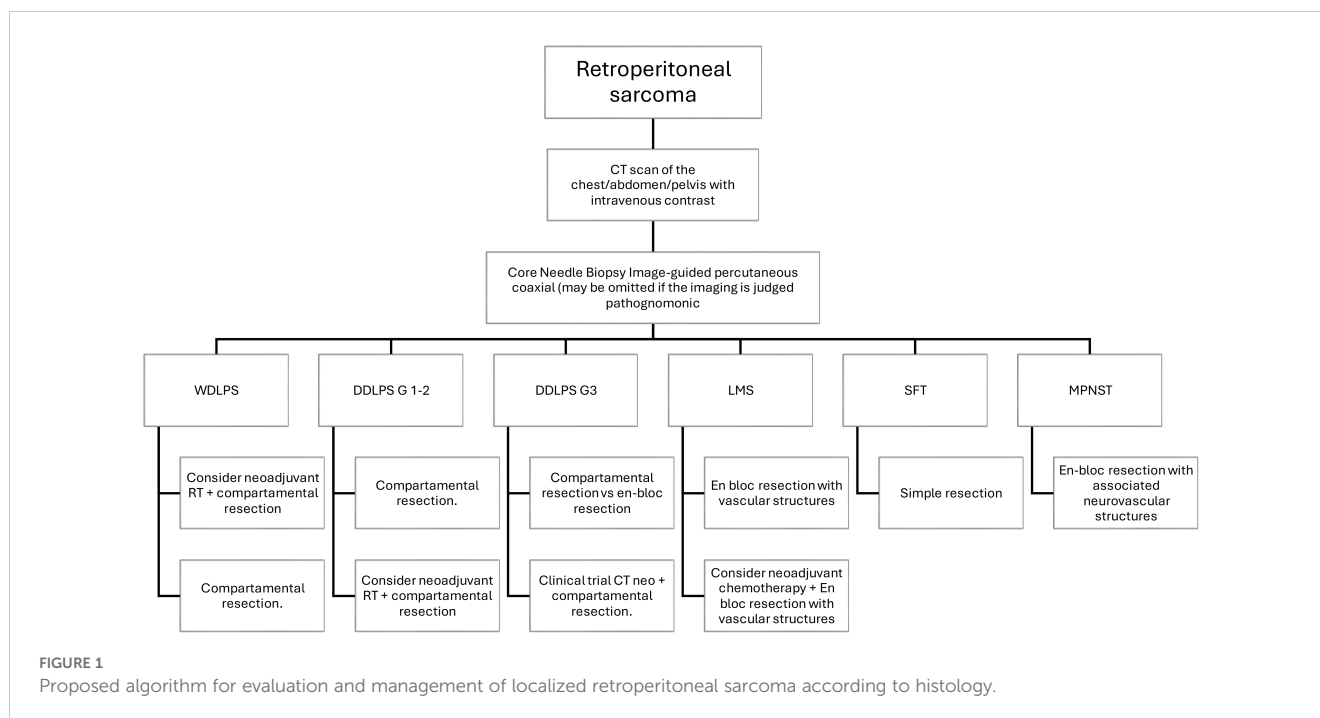 Retroperitoneal
sarcoma
CT scan of the
chest/abdomen/pelvis with
intravenous contrast
Core Needle Biopsy Image-guided percutaneous
coaxial (may be omitted if the imaging is judged
pathognomonic
WDLPS
DDLPS G 1-2
DDLPS G3
LMS
SFT
MPNST
Consider neoadjuvant
RT + compartamental
resection
Compartamental
resection.
Compartamental
resection vs en-bloc
resection
En bloc resection with
vascular structures
Simple resection
En-bloc resection with
associated
neurovascular
structures
Compartamental
resection.
Consider neoadjuvant
RT + compartamental
resection
Clinical trial CT neo +
compartamental
resection.
Consider neoadjuvant
chemotherapy + En
bloc resection with
vascular structures
FIGURE 1
Proposed algorithm for evaluation and management of localized retroperitoneal sarcoma according to histology.